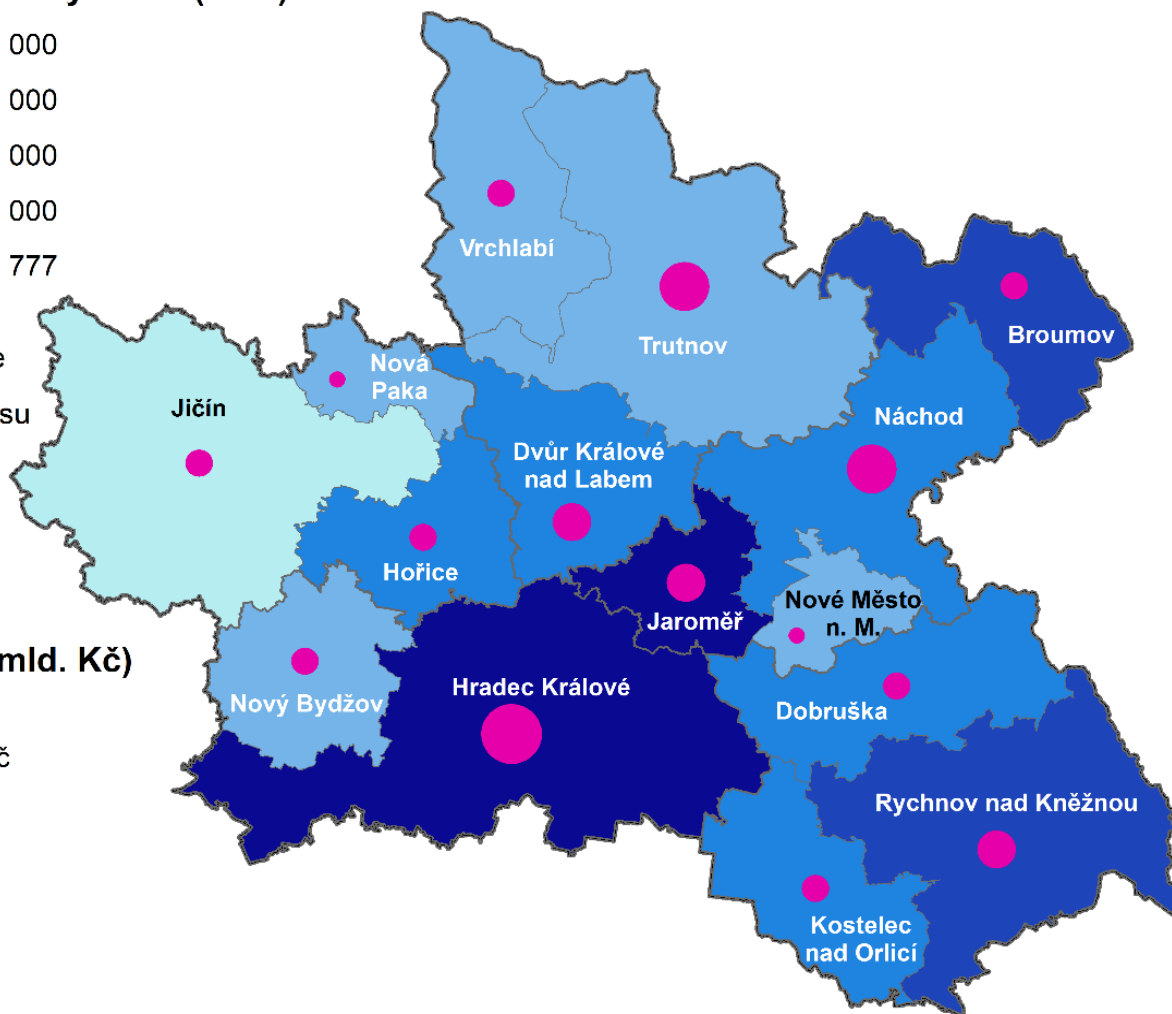 000
000
000
000
777
e
su
mld. Kč)
č
Vrchlabí
Trutnov
Broumov
Nová
Paka
Jičín
Náchod
Dvůr Králové
nad Labem
Hořice
Jaroměř
Nové Město
n. M.
Hradec Králové
Nový Bydžov
Dobruška
Rychnov nad Kněžnou
Kostelec
nad Orlicí